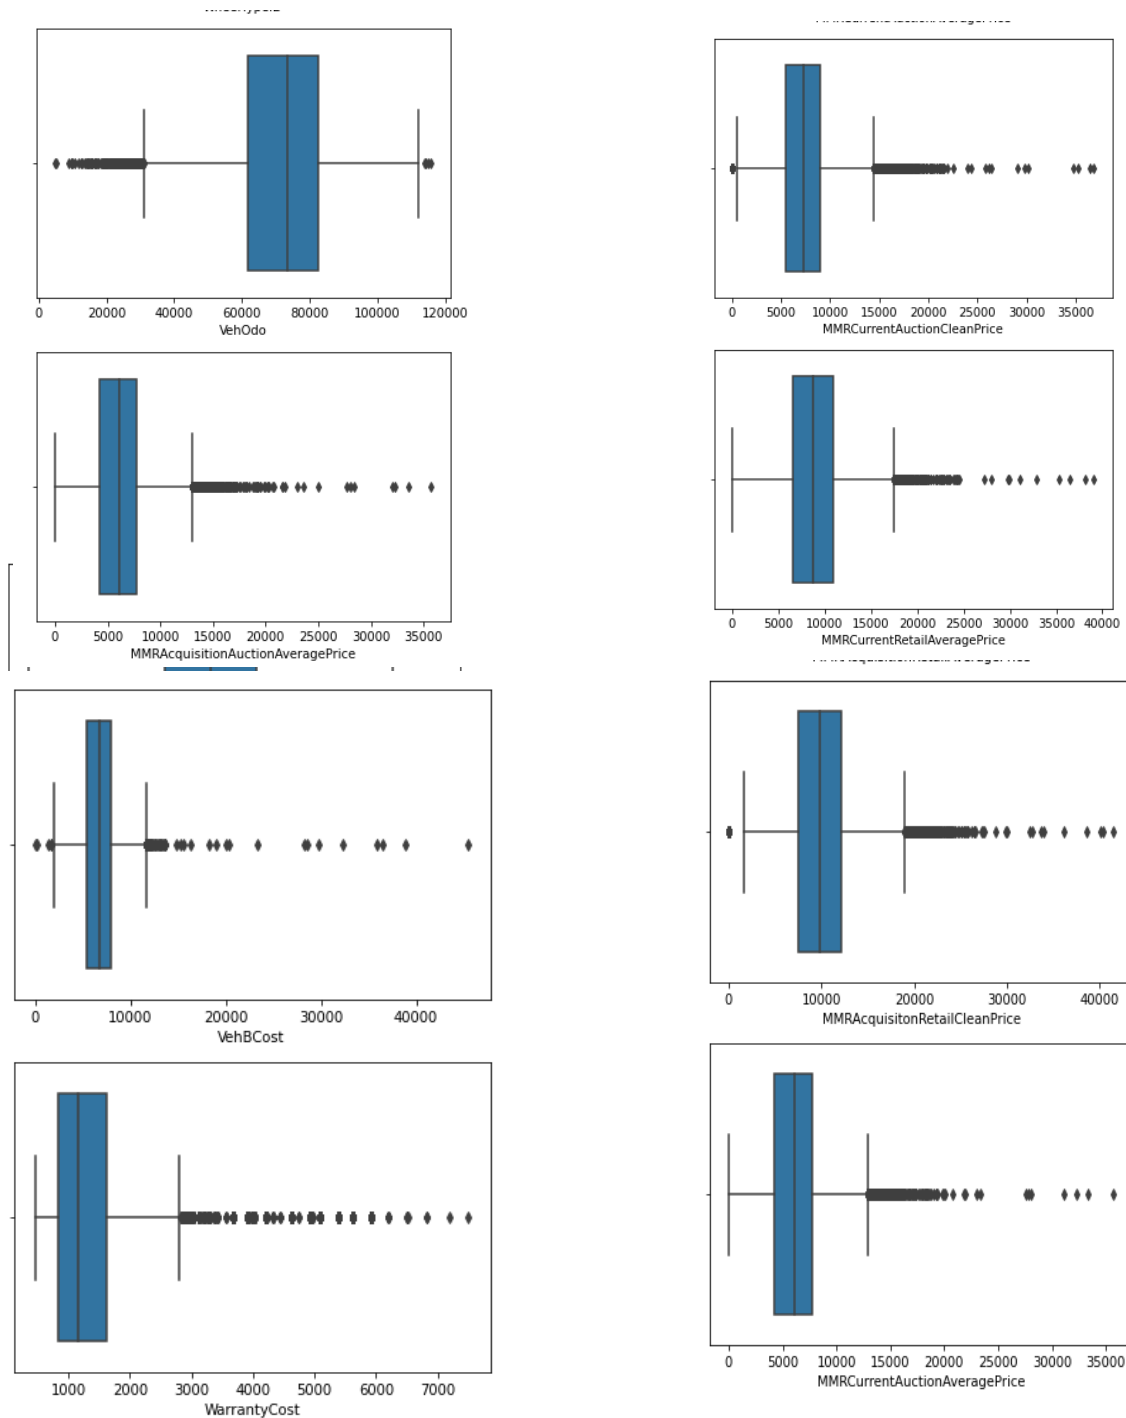 0 20000 40000 60000 80000 100000 120000
VehOdo
0 5000 10000 15000 20000 25000 30000 35000
MMRCurrentAuctionCleanPrice
0 5000 10000 15000 20000 25000 30000 35000
MMRAcquisitionAuctionAveragePrice
0 5000 10000 15000 20000 25000 30000 35000 40000
MMRCurrentRetailAveragePrice
0 10000 20000 30000 40000
VehBCost
0 10000 20000 30000 40000
MMRAcquisitonRetailCleanPrice
1000 2000 3000 4000 5000 6000 7000
WarrantyCost
0 5000 10000 15000 20000 25000 30000 35000
MMRCurrentAuctionAveragePrice